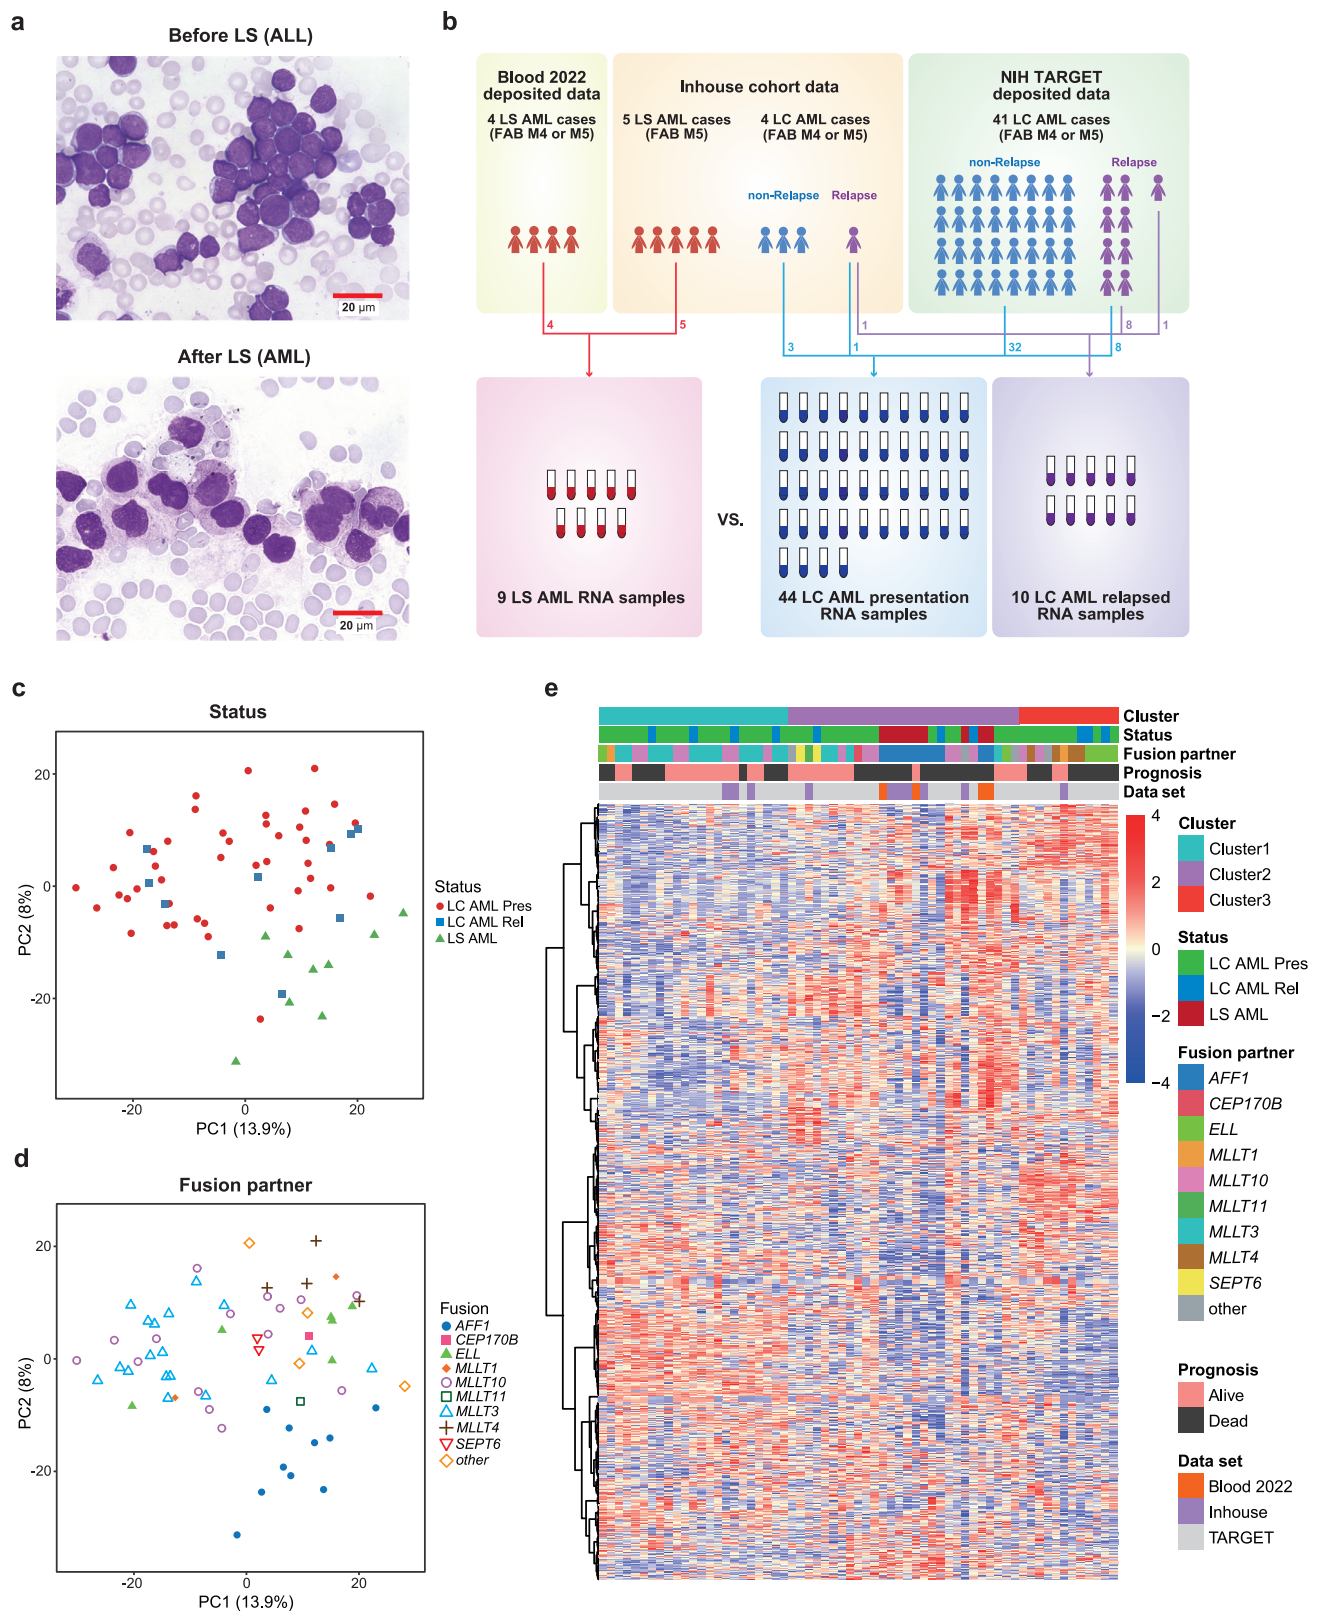 a
Before LS (ALL)
20 µm
After LS (AML)
20 µm
b
Blood 2022
deposited data
4 LS AML cases
(FAB M4 or M5)
Inhouse cohort data
5 LS AML cases
(FAB M5)
4 LC AML cases
(FAB M4 or M5)
non-Relapse
Relapse
NIH TARGET
deposited data
41 LC AML cases
(FAB M4 or M5)
non-Relapse
Relapse
4
5
1
8
1
3
1
32
8
9 LS AML RNA samples
VS.
44 LC AML presentation
RNA samples
10 LC AML relapsed
RNA samples
c
Status
20
0
-20
PC2 (8%)
-20
0
20
PC1 (13.9%)
Status
LC AML Pres
LC AML Rel
LS AML
d
Fusion partner
20
0
-20
PC2 (8%)
-20
0
20
PC1 (13.9%)
Fusion
AFF1
CEP170B
ELL
MLLT1
MLLT10
MLLT11
MLLT3
MLLT4
SEPT6
other
e
Cluster
Status
Fusion partner
Prognosis
Data set
4
2
0
−2
−4
Cluster
Cluster1
Cluster2
Cluster3
Status
LC AML Pres
LC AML Rel
LS AML
Fusion partner
AFF1
CEP170B
ELL
MLLT1
MLLT10
MLLT11
MLLT3
MLLT4
SEPT6
other
Prognosis
Alive
Dead
Data set
Blood 2022
Inhouse
TARGET